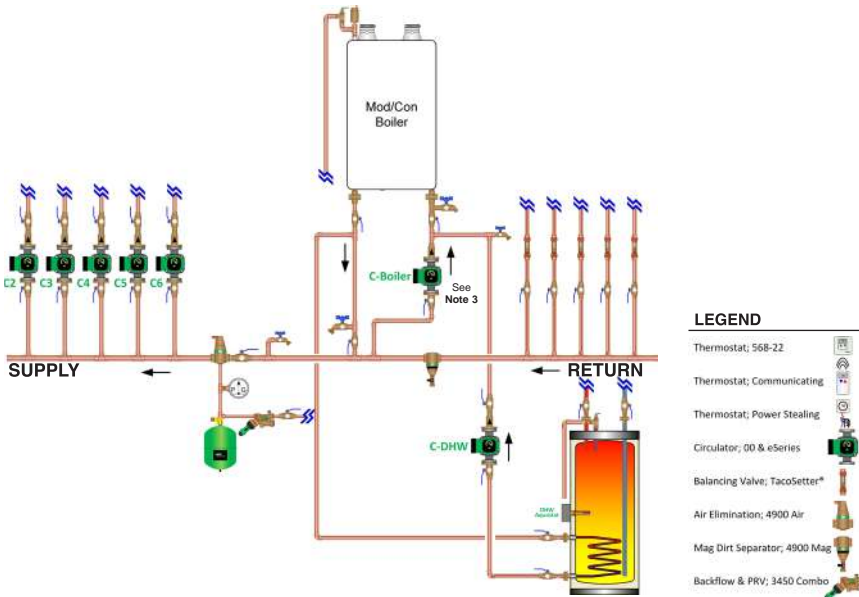 Mod/Con
Boiler
C2 C3 C4 C5 C6
C-Boiler
See
Note 3
SUPPLY
RETURN
C-DHW
DHW
Aquastat
LEGEND
Thermostat; 568-22
Thermostat; Communicating
Thermostat; Power Stealing
Circulator; 00 & eSeries
Balancing Valve; TacoSetter®
Air Elimination; 4900 Air
Mag Dirt Separator; 4900 Mag
Backflow & PRV; 3450 Combo